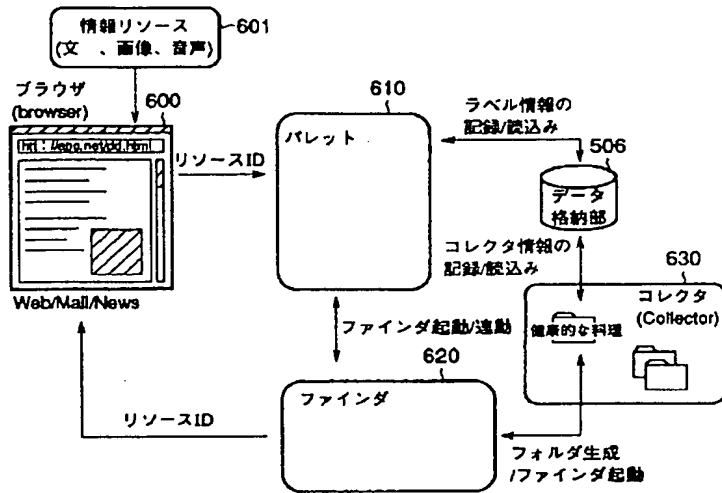 情報リソース
(文 、画像、音声)
601
ブラウザ
(browser)
600
リソースID
Web/Mail/News
610
パレット
ラベル情報の
記録/読込み
506
データ
格納部
コレクタ情報の
記録/読込み
630
コレクタ
(Collector)
健康的な料理
ファインダ起動/連動
620
ファインダ
リソースID
フォルダ生成
/ファインダ起動